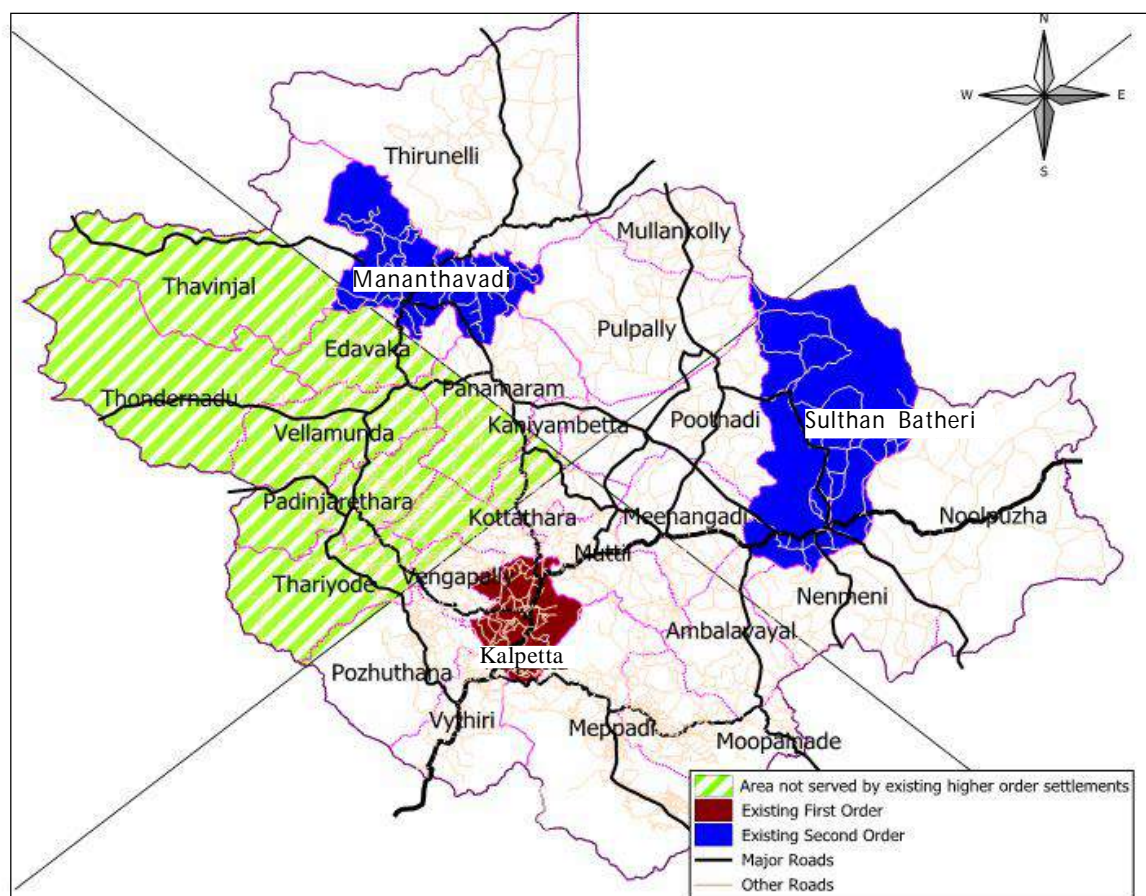 N
W
E
S
Thirunelli
Mullankolly
Mananthavadi
Thavinjal
Pulpally
Edavaka
Panamaram
Thondernadu
Kaniyambetta
Pootnadi
Sulthan Batheri
Vellamunda
Padinjarethara
Kottathara
Meenangadi
Noolpuzha
Muttil
Vengapally
Thariyode
Nenmeni
Ambalavayal
Kalpetta
Pozhuthana
Vythiri
Meppadi
Moopainade
Area not served by existing higher order settlements
Existing First Order
Existing Second Order
Major Roads
Other Roads